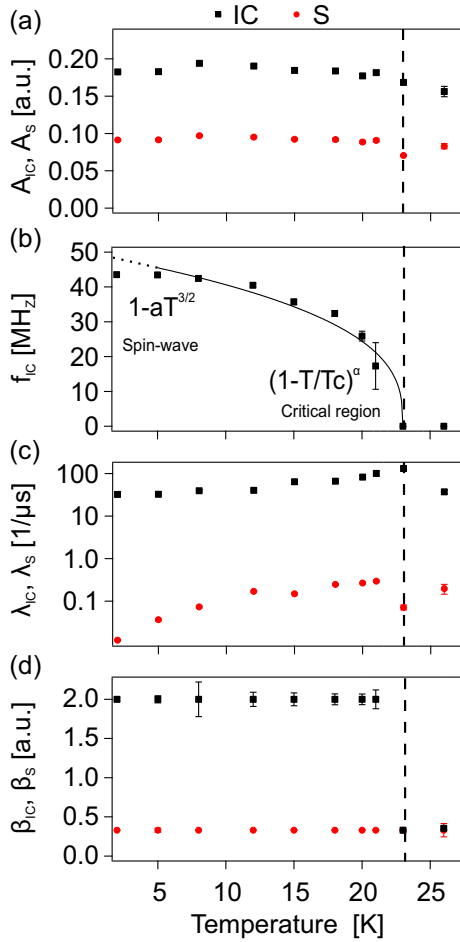 (a)
IC
S
A_IC, A_S [a.u.]
0.20
0.15
0.10
0.05
0.00
(b)
f_IC [MHz]
50
40
30
20
10
0
1-aT^3/2
Spin-wave
(1-T/Tc)^α
Critical region
(c)
λ_IC, λ_S [1/μs]
100
10
1.0
0.1
(d)
β_IC, β_S [a.u.]
2.0
1.0
0.5
0.0
5
10
15
20
25
Temperature [K]